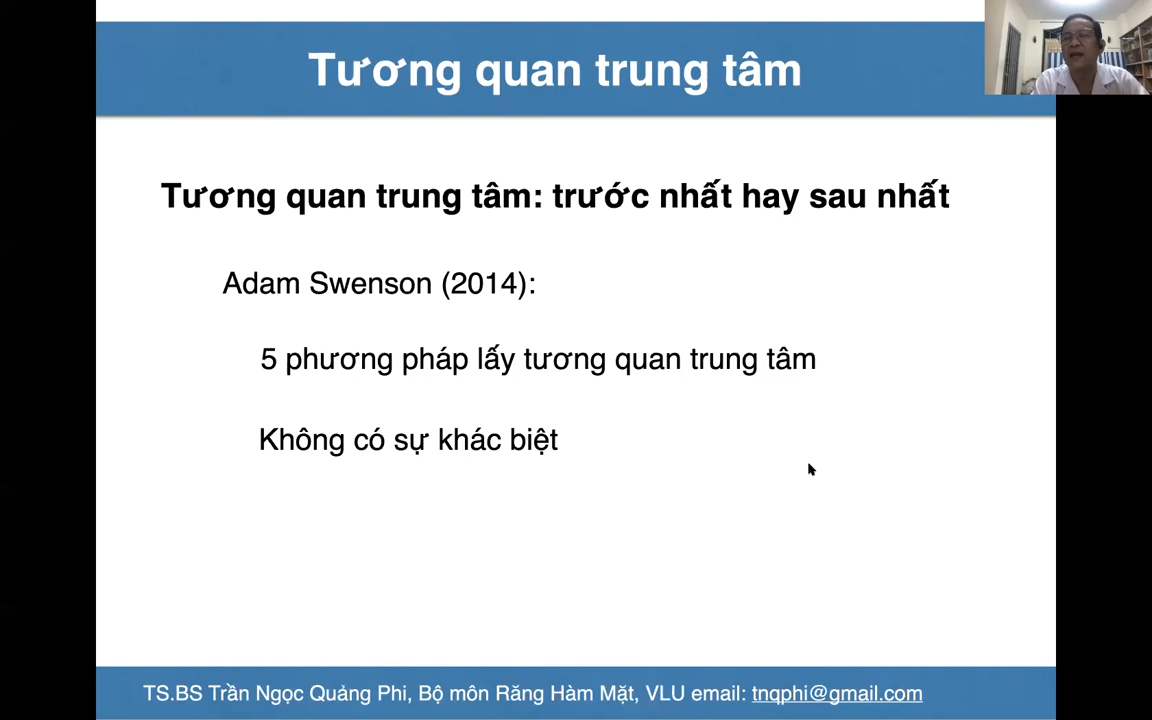 Tương quan trung tâm
Tương quan trung tâm: trước nhất hay sau nhất
Adam Swenson (2014):
5 phương pháp lấy tương quan trung tâm
Không có sự khác biệt
TS.BS Trần Ngọc Quảng Phi, Bộ môn Răng Hàm Mặt, VLU email: tnqphi@gmail.com